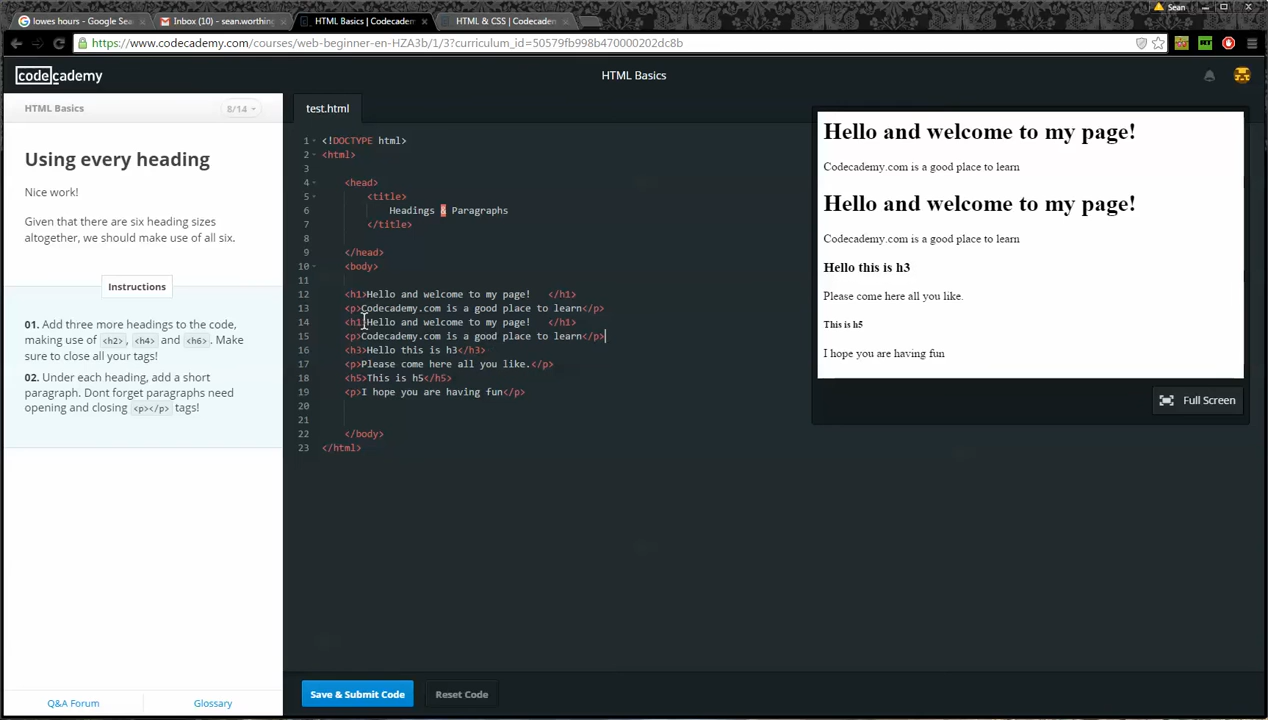 Sean
lowes hours - Google Sea
Inbox (10) - sean.worthing
HTML Basics | Codecadem
HTML & CSS | Codecadem
https://www.codecademy.com/courses/web-beginner-en-HZA3b/1/3?curriculum_id=50579fb998b470000202dc8b
codecademy
HTML Basics
HTML Basics
8/14
Using every heading
Nice work!
Given that there are six heading sizes
altogether, we should make use of all six.
Instructions
01. Add three more headings to the code,
making use of <h2>, <h4> and <h6>. Make
sure to close all your tags!
02. Under each heading, add a short
paragraph. Dont forget paragraphs need
opening and closing <p></p> tags!
Q&A Forum
Glossary
test.html
1 <!DOCTYPE html>
2 <html>
3
4 <head>
5 <title>
6 Headings & Paragraphs
7 </title>
8
9 </head>
10 <body>
11
12 <h1>Hello and welcome to my page!   </h1>
13 <p>Codecademy.com is a good place to learn</p>
14 <h1>Hello and welcome to my page!   </h1>
15 <p>Codecademy.com is a good place to learn</p>
16 <h3>Hello this is h3</h3>
17 <p>Please come here all you like.</p>
18 <h5>This is h5</h5>
19 <p>I hope you are having fun</p>
20
21
22 </body>
23 </html>
Save & Submit Code
Reset Code
Hello and welcome to my page!
Codecademy.com is a good place to learn
Hello and welcome to my page!
Codecademy.com is a good place to learn
Hello this is h3
Please come here all you like.
This is h5
I hope you are having fun
Full Screen